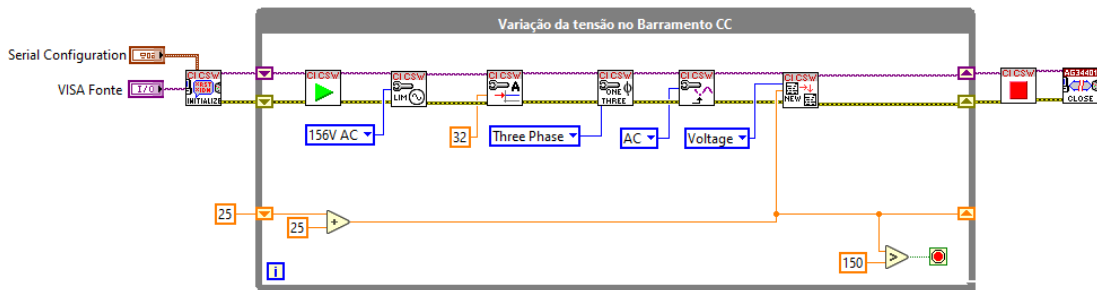 Variação da tensão no Barramento CC
Serial Configuration
VISA Fonte
I/O
CI CSW
INITIALIZE
CI CSW
CI CSW
LIM
CI CSW
A
CI CSW
ONE
THREE
CI CSW
CI CSW
NEW
CI CSW
CLOSE
156V AC
32
Three Phase
AC
Voltage
25
25
+
150
>
i